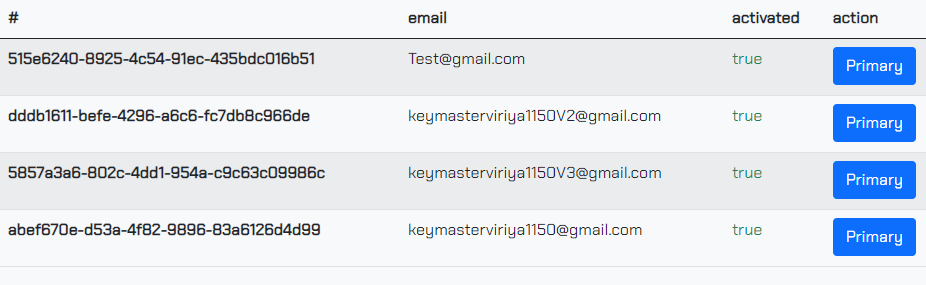 # email activated action
515e6240-8925-4c54-91ec-435bdc016b51 Test@gmail.com true Primary
dddb1611-befe-4296-a6c6-fc7db8c966de keymasterviriya1150V2@gmail.com true Primary
5857a3a6-802c-4dd1-954a-c9c63c09986c keymasterviriya1150V3@gmail.com true Primary
abef670e-d53a-4f82-9896-83a6126d4d99 keymasterviriya1150@gmail.com true Primary